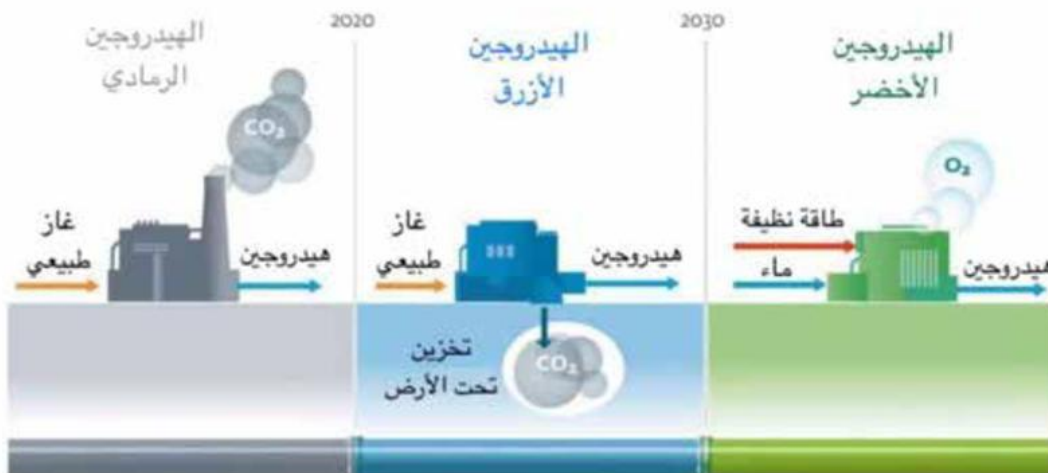 2020
2030
الهيدروجين
الرمادي
CO₂
غاز
طبيعي
هيدروجين
الهيدروجين
الأزرق
غاز
طبيعي
هيدروجين
تخزين
تحت الأرض
CO₂
الهيدروجين
الأخضر
O₂
طاقة نظيفة
ماء
هيدروجين